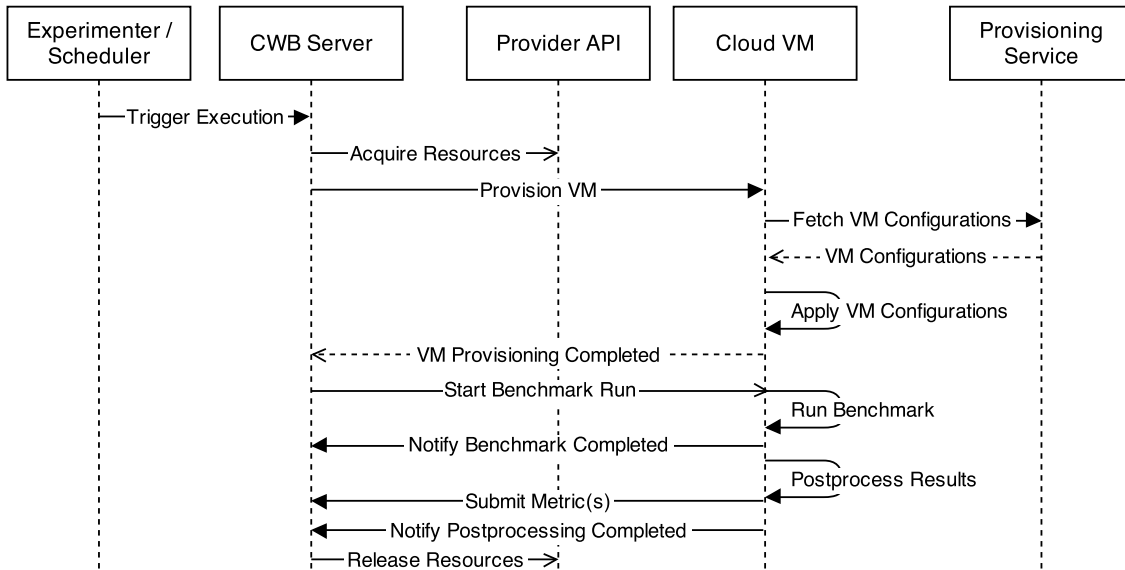 Experimenter /
Scheduler
CWB Server
Provider API
Cloud VM
Provisioning
Service
Trigger Execution
Acquire Resources
Provision VM
Fetch VM Configurations
VM Configurations
Apply VM Configurations
VM Provisioning Completed
Start Benchmark Run
Run Benchmark
Notify Benchmark Completed
Postprocess Results
Submit Metric(s)
Notify Postprocessing Completed
Release Resources